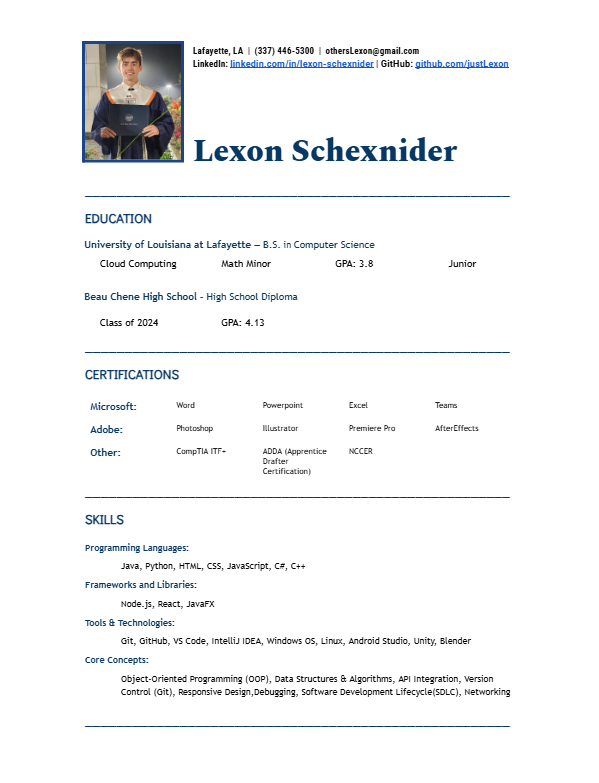 Lafayette, LA | (337) 446-5300 | othersLexon@gmail.com
LinkedIn: linkedin.com/in/lexon-schexnider | GitHub: github.com/justLexon
Lexon Schexnider
EDUCATION
University of Louisiana at Lafayette – B.S. in Computer Science
Cloud Computing Math Minor GPA: 3.8 Junior
Beau Chene High School - High School Diploma
Class of 2024 GPA: 4.13
CERTIFICATIONS
Microsoft: Word Powerpoint Excel Teams
Adobe: Photoshop Illustrator Premiere Pro AfterEffects
Other: CompTIA ITF+ ADDA (Apprentice NCCER
Drafter
Certification)
SKILLS
Programming Languages:
Java, Python, HTML, CSS, JavaScript, C#, C++
Frameworks and Libraries:
Node.js, React, JavaFX
Tools & Technologies:
Git, GitHub, VS Code, IntelliJ IDEA, Windows OS, Linux, Android Studio, Unity, Blender
Core Concepts:
Object-Oriented Programming (OOP), Data Structures & Algorithms, API Integration, Version
Control (Git), Responsive Design,Debugging, Software Development Lifecycle(SDLC), Networking